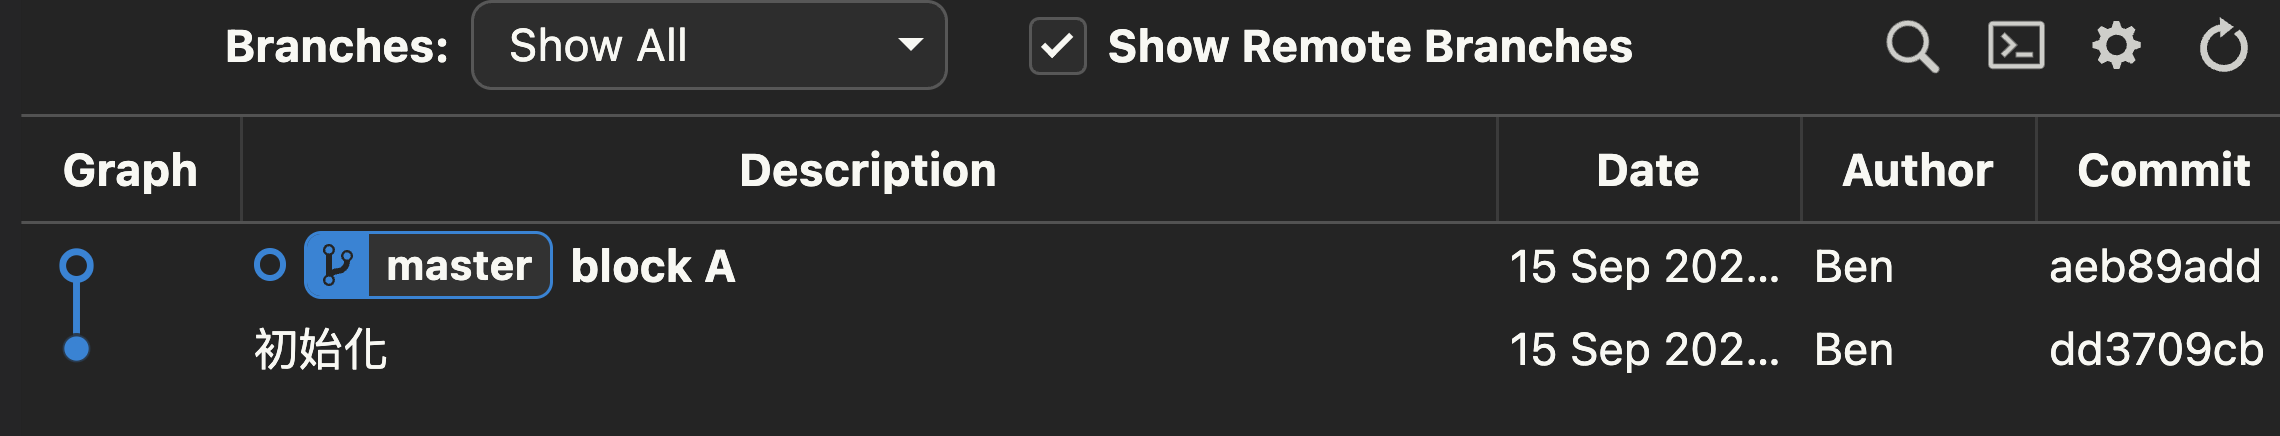 Branches: Show All Show Remote Branches
Graph Description Date Author Commit
master block A 15 Sep 202... Ben aeb89add
初始化 15 Sep 202... Ben dd3709cb